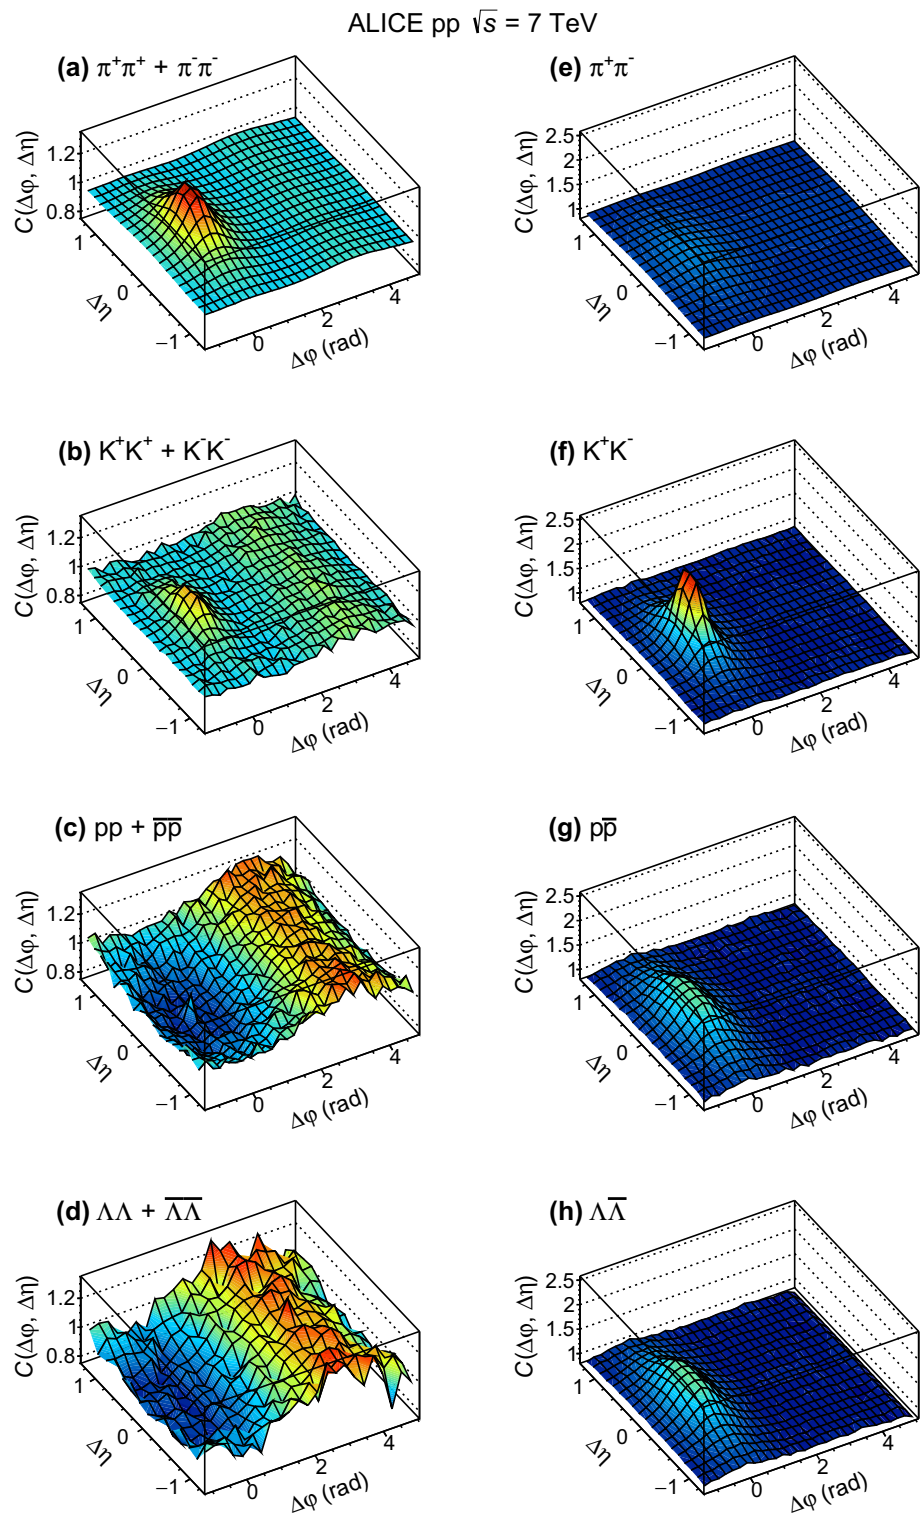 ALICE pp √s = 7 TeV
(a) π⁺π⁺ + π⁻π⁻
C(Δφ, Δη)
1.2
1
0.8
1
0
−1
Δη
0
2
4
Δφ (rad)
(e) π⁺π⁻
C(Δφ, Δη)
2.5
2
1.5
1
1
0
−1
Δη
0
2
4
Δφ (rad)
(b) K⁺K⁺ + K⁻K⁻
C(Δφ, Δη)
1.2
1
0.8
1
0
−1
Δη
0
2
4
Δφ (rad)
(f) K⁺K⁻
C(Δφ, Δη)
2.5
2
1.5
1
1
0
−1
Δη
0
2
4
Δφ (rad)
(c) pp + p̅p̅
C(Δφ, Δη)
1.2
1
0.8
1
0
−1
Δη
0
2
4
Δφ (rad)
(g) pp̅
C(Δφ, Δη)
2.5
2
1.5
1
1
0
−1
Δη
0
2
4
Δφ (rad)
(d) ΛΛ + Λ̅Λ̅
C(Δφ, Δη)
1.2
1
0.8
1
0
−1
Δη
0
2
4
Δφ (rad)
(h) ΛΛ̅
C(Δφ, Δη)
2.5
2
1.5
1
1
0
−1
Δη
0
2
4
Δφ (rad)